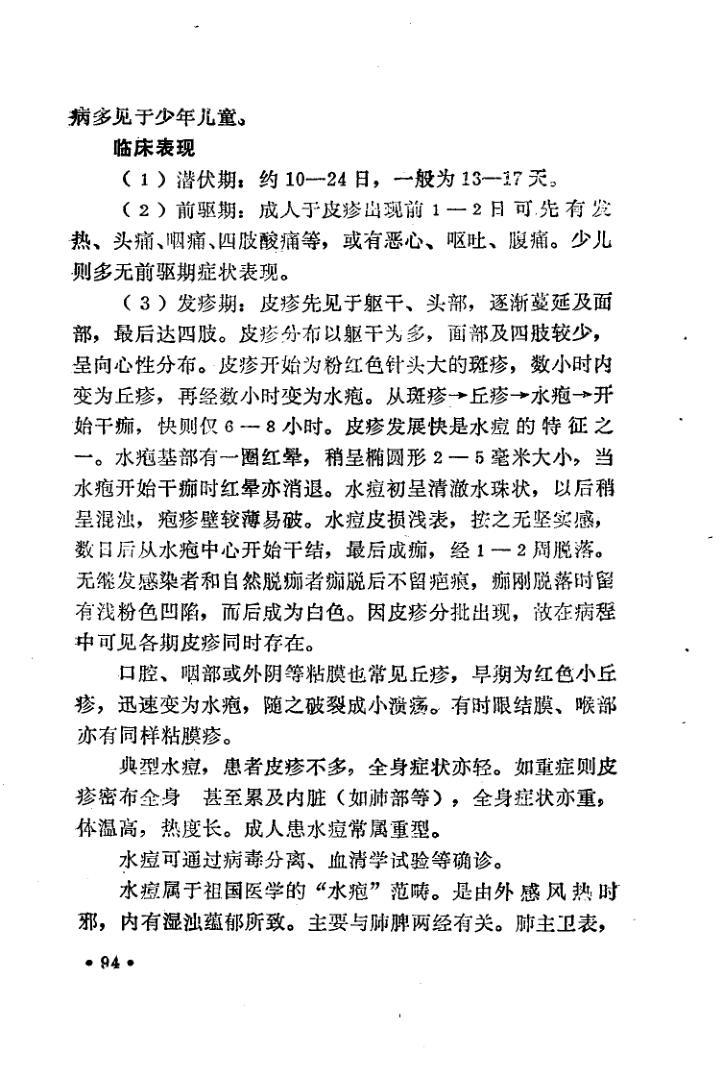 病多见于少年儿童。
临床表现
（1）潜伏期：约10—24日，一般为13—17天。
（2）前驱期：成人于皮疹出现前1—2日可先有发
热、头痛、咽痛、四肢酸痛等，或有恶心、呕吐、腹痛。少儿
则多无前驱期症状表现。
（3）发疹期：皮疹先见于躯干、头部，逐渐蔓延及面
部，最后达四肢。皮疹分布以躯干为多，面部及四肢较少，
呈向心性分布。皮疹开始为粉红色针头大的斑疹，数小时内
变为丘疹，再经数小时变为水疱。从斑疹→丘疹→水疱→开
始干痂，快则仅6—8小时。皮疹发展快是水痘的特征之
一。水疱基部有一圈红晕，稍呈椭圆形2—5毫米大小，当
水疱开始干痂时红晕亦消退。水痘初呈清澈水珠状，以后稍
呈混浊，疱疹壁较薄易破。水痘皮损浅表，按之无坚实感，
数日后从水疱中心开始干结，最后成痂，经1—2周脱落。
无继发感染者和自然脱痂者痂脱后不留疤痕，痂刚脱落时留
有浅粉色凹陷，而后成为白色。因皮疹分批出现，故在病程
中可见各期皮疹同时存在。
口腔、咽部或外阴等粘膜也常见丘疹，早期为红色小丘
疹，迅速变为水疱，随之破裂成小溃疡。有时眼结膜、喉部
亦有同样粘膜疹。
典型水痘，患者皮疹不多，全身症状亦轻。如重症则皮
疹密布全身　甚至累及内脏（如肺部等），全身症状亦重，
体温高，热度长。成人患水痘常属重型。
水痘可通过病毒分离、血清学试验等确诊。
水痘属于祖国医学的“水疱”范畴。是由外感风热时
邪，内有湿浊蕴郁所致。主要与肺脾两经有关。肺主卫表，
•94•